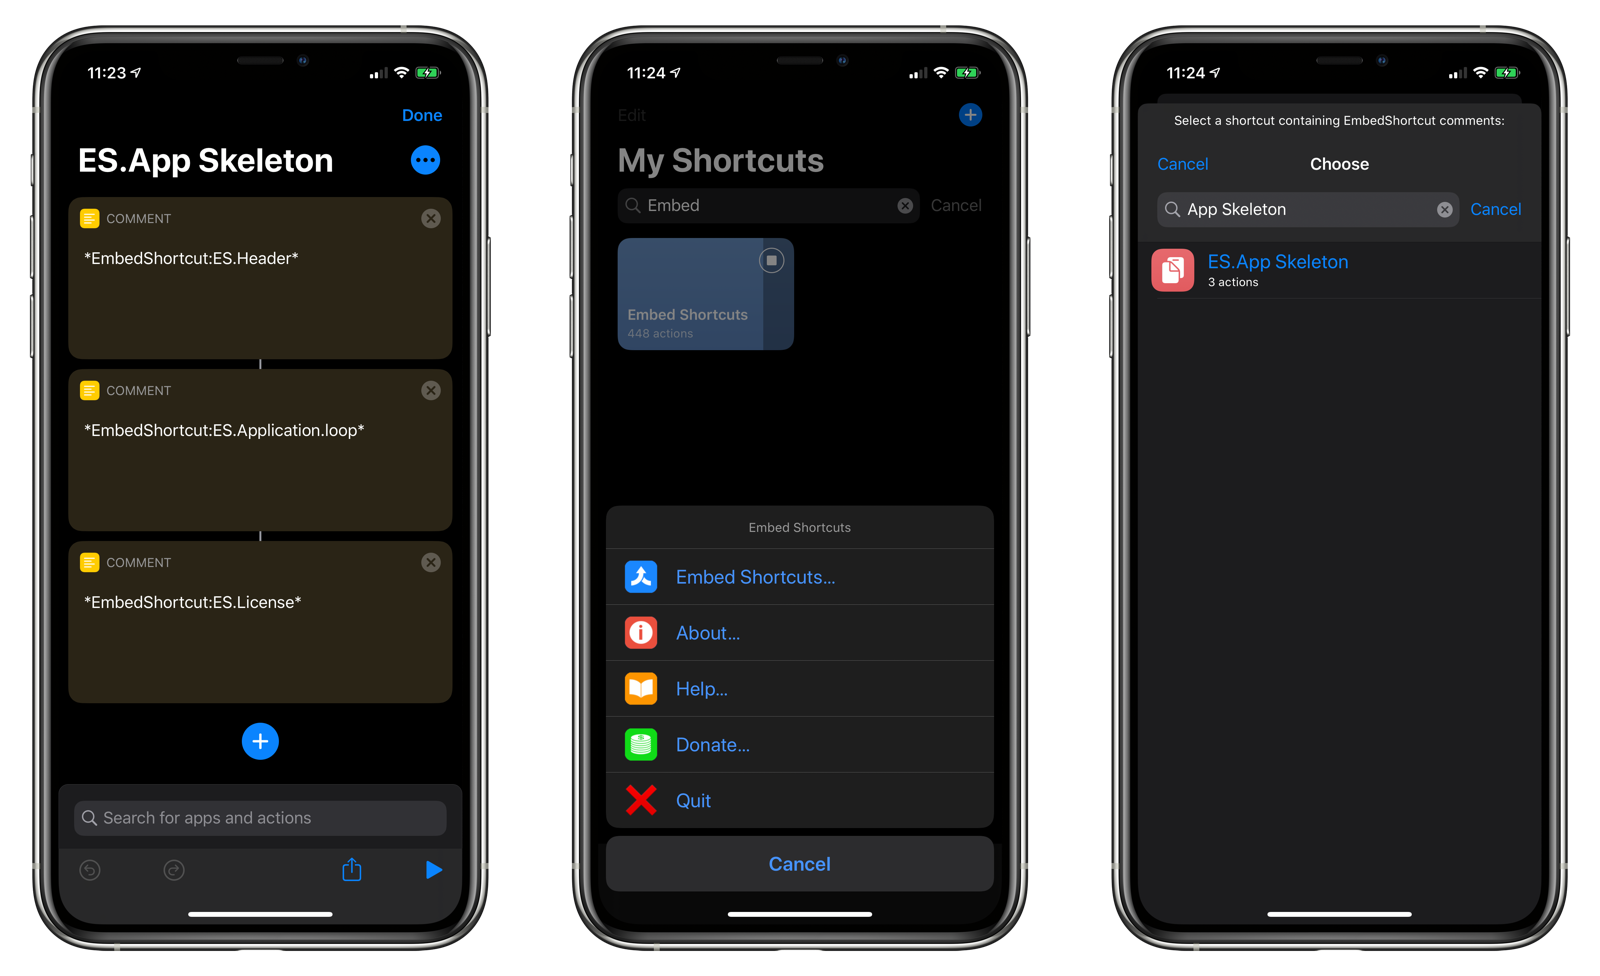 11:23
Done
ES.App Skeleton
COMMENT
*EmbedShortcut:ES.Header*
COMMENT
*EmbedShortcut:ES.Application.loop*
COMMENT
*EmbedShortcut:ES.License*
Search for apps and actions
11:24
Edit
My Shortcuts
Embed
Cancel
Embed Shortcuts
448 actions
Embed Shortcuts
Embed Shortcuts...
About...
Help...
Donate...
Quit
Cancel
11:24
Select a shortcut containing EmbedShortcut comments:
Cancel Choose
App Skeleton Cancel
ES.App Skeleton
3 actions